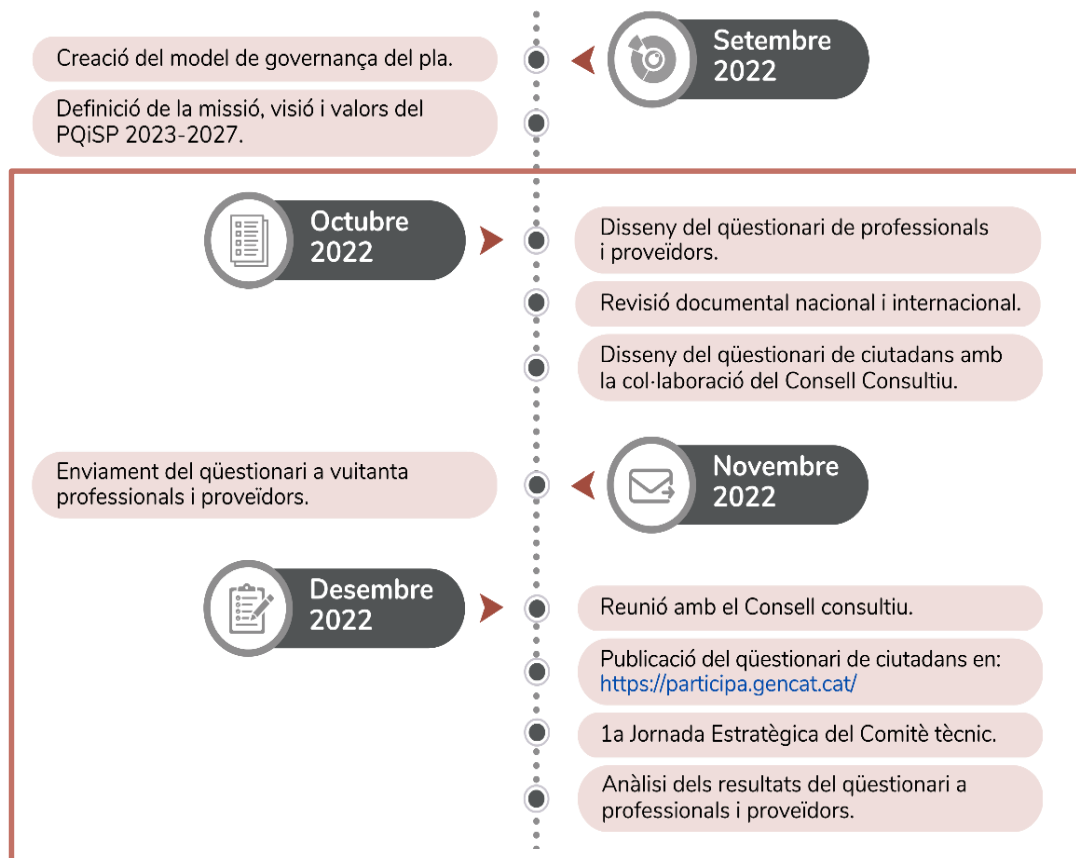 Setembre
2022
Creació del model de governança del pla.
Definició de la missió, visió i valors del
PQiSP 2023-2027.
Octubre
2022
Disseny del qüestionari de professionals
i proveïdors.
Revisió documental nacional i internacional.
Disseny del qüestionari de ciutadans amb
la col·laboració del Consell Consultiu.
Novembre
2022
Enviament del qüestionari a vuitanta
professionals i proveïdors.
Desembre
2022
Reunió amb el Consell consultiu.
Publicació del qüestionari de ciutadans en:
https://participa.gencat.cat/
1a Jornada Estratègica del Comitè tècnic.
Anàlisi dels resultats del qüestionari a
professionals i proveïdors.